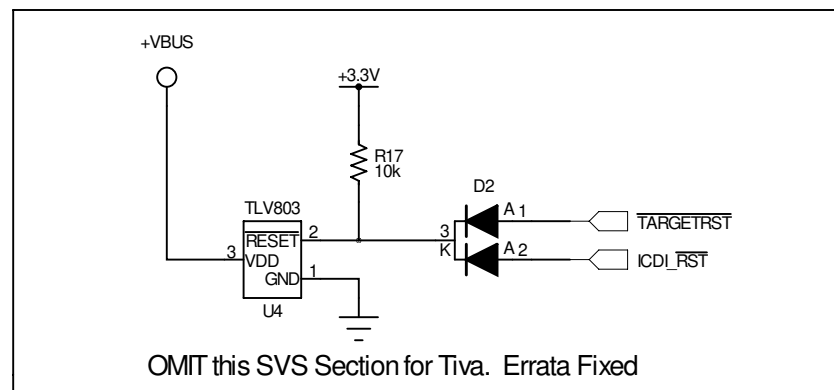 +VBUS
+3.3V
R17
10k
D2
TLV803
A 1
TARGETRST
RESET
2
3
K
3
VDD
GND
1
A 2
ICDI_RST
U4
OMIT this SVS Section for Tiva. Errata Fixed